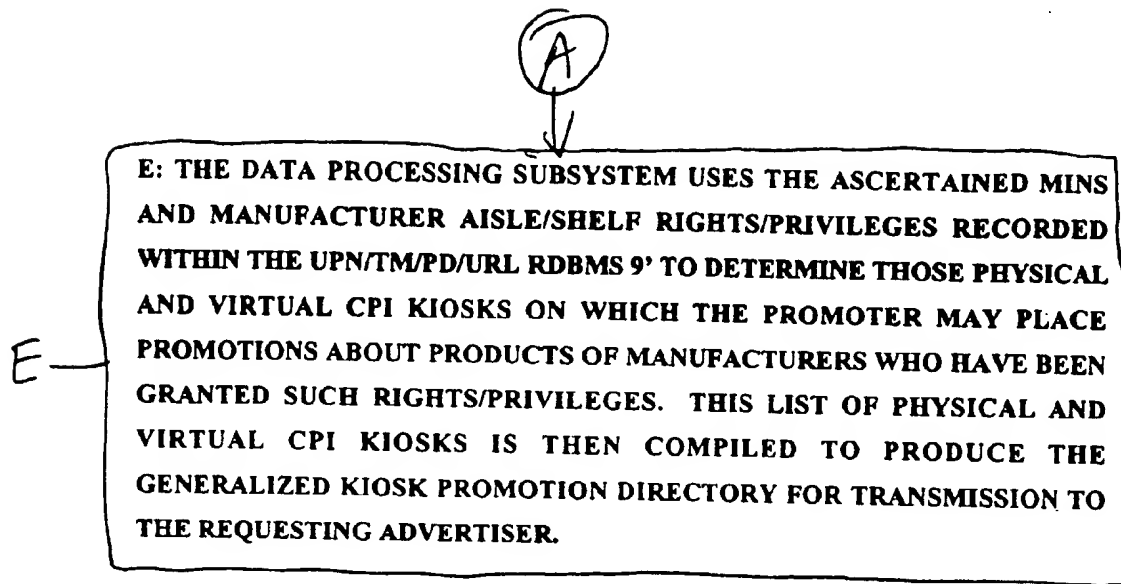 A
E: THE DATA PROCESSING SUBSYSTEM USES THE ASCERTAINED MINS
AND MANUFACTURER AISLE/SHELF RIGHTS/PRIVILEGES RECORDED
WITHIN THE UPN/TM/PD/URL RDBMS 9' TO DETERMINE THOSE PHYSICAL
AND VIRTUAL CPI KIOSKS ON WHICH THE PROMOTER MAY PLACE
PROMOTIONS ABOUT PRODUCTS OF MANUFACTURERS WHO HAVE BEEN
GRANTED SUCH RIGHTS/PRIVILEGES. THIS LIST OF PHYSICAL AND
VIRTUAL CPI KIOSKS IS THEN COMPILED TO PRODUCE THE
GENERALIZED KIOSK PROMOTION DIRECTORY FOR TRANSMISSION TO
THE REQUESTING ADVERTISER.
E